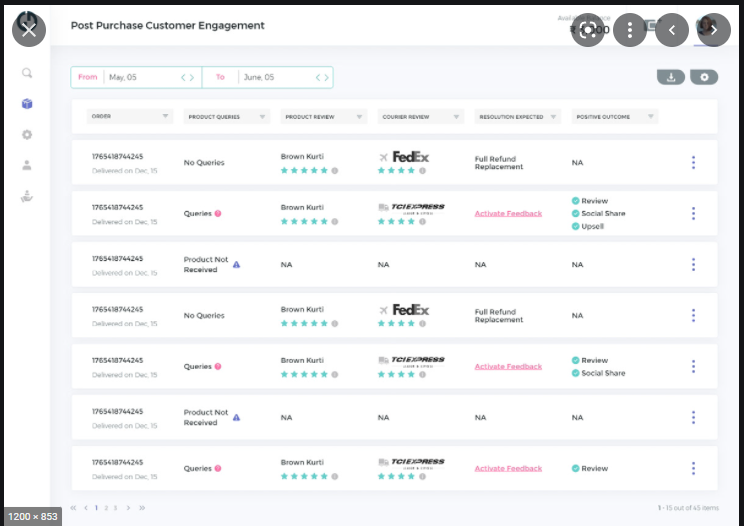 Post Purchase Customer Engagement
From May, 05 < > To June, 05 < >
ORDER PRODUCT QUERIES PRODUCT REVIEW COURIER REVIEW RESOLUTION EXPECTED POSITIVE OUTCOME
1765418744245
Delivered on Dec, 15
No Queries
Brown Kurti
FedEx
Full Refund
Replacement
NA
1765418744245
Delivered on Dec, 15
Queries
Brown Kurti
TCIEXPRESS
Activate Feedback
Review
Social Share
Upsell
1765418744245
Delivered on Dec, 15
Product Not
Received
NA
NA
NA
NA
1765418744245
Delivered on Dec, 15
No Queries
Brown Kurti
FedEx
Full Refund
Replacement
NA
1765418744245
Delivered on Dec, 15
Queries
Brown Kurti
TCIEXPRESS
Activate Feedback
Review
Social Share
1765418744245
Delivered on Dec, 15
Product Not
Received
NA
NA
NA
NA
1765418744245
Delivered on Dec, 15
Queries
Brown Kurti
TCIEXPRESS
Activate Feedback
Review
<< < 1 2 3 > >>
1 - 15 out of 45 items
1200 × 853